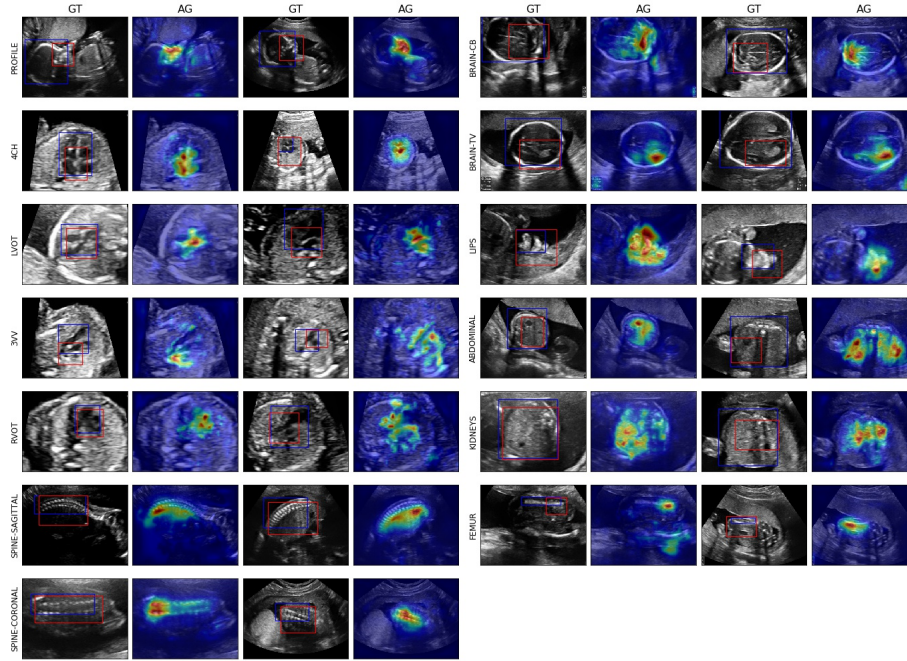 GT AG GT AG GT AG GT AG
PROFILE
4CH
LVOT
3VV
RVOT
SPINE-SAGITTAL
SPINE-CORONAL
BRAIN-CB
BRAIN-TV
LIPS
ABDOMINAL
KIDNEYS
FEMUR